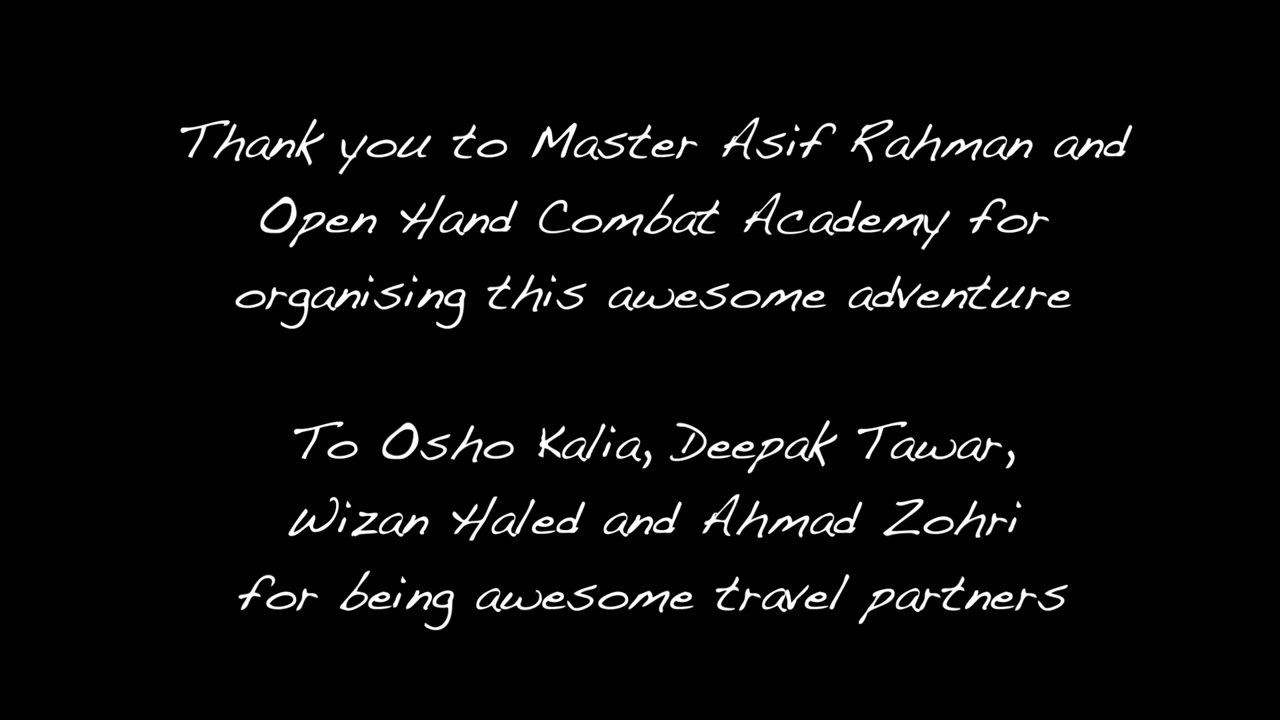 Thank you to Master Asif Rahman and
Open Hand Combat Academy for
organising this awesome adventure
To Osho Kalia, Deepak Tawar,
Wizan Haled and Ahmad Zohri
for being awesome travel partners